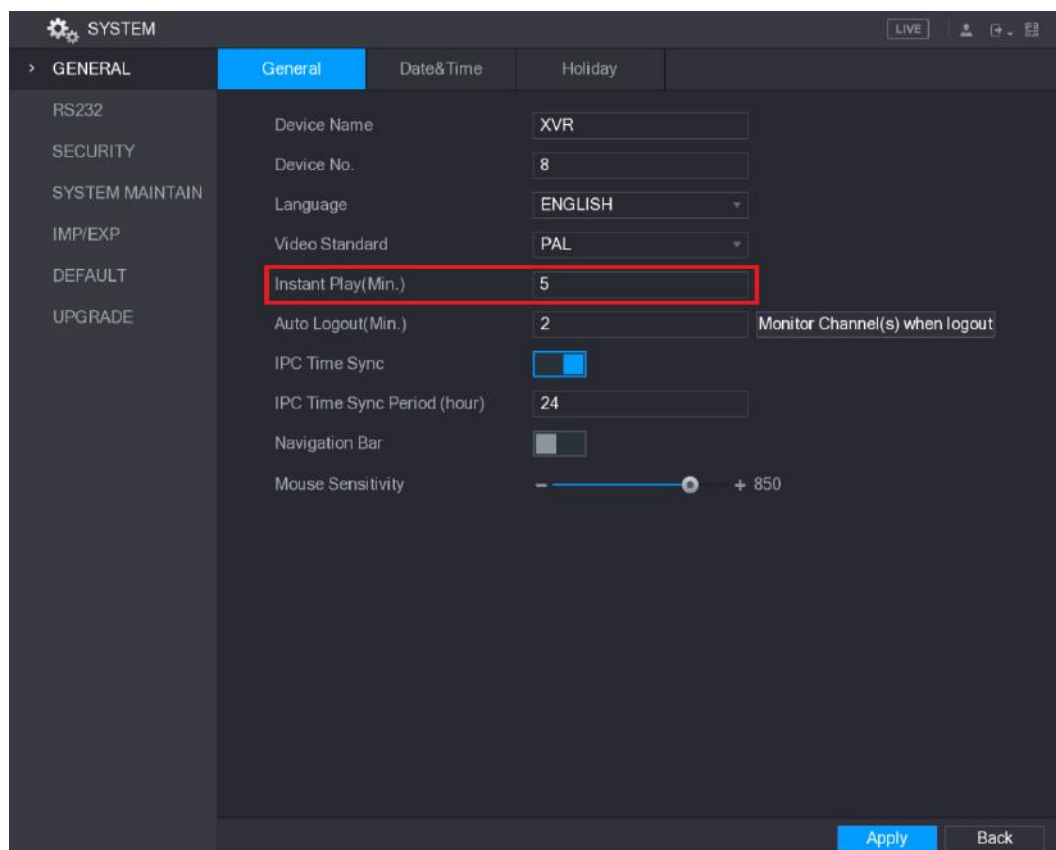 SYSTEM
LIVE
GENERAL
General Date&Time Holiday
RS232
SECURITY
SYSTEM MAINTAIN
IMP/EXP
DEFAULT
UPGRADE
Device Name XVR
Device No. 8
Language ENGLISH
Video Standard PAL
Instant Play(Min.) 5
Auto Logout(Min.) 2 Monitor Channel(s) when logout
IPC Time Sync
IPC Time Sync Period (hour) 24
Navigation Bar
Mouse Sensitivity − + 850
Apply Back